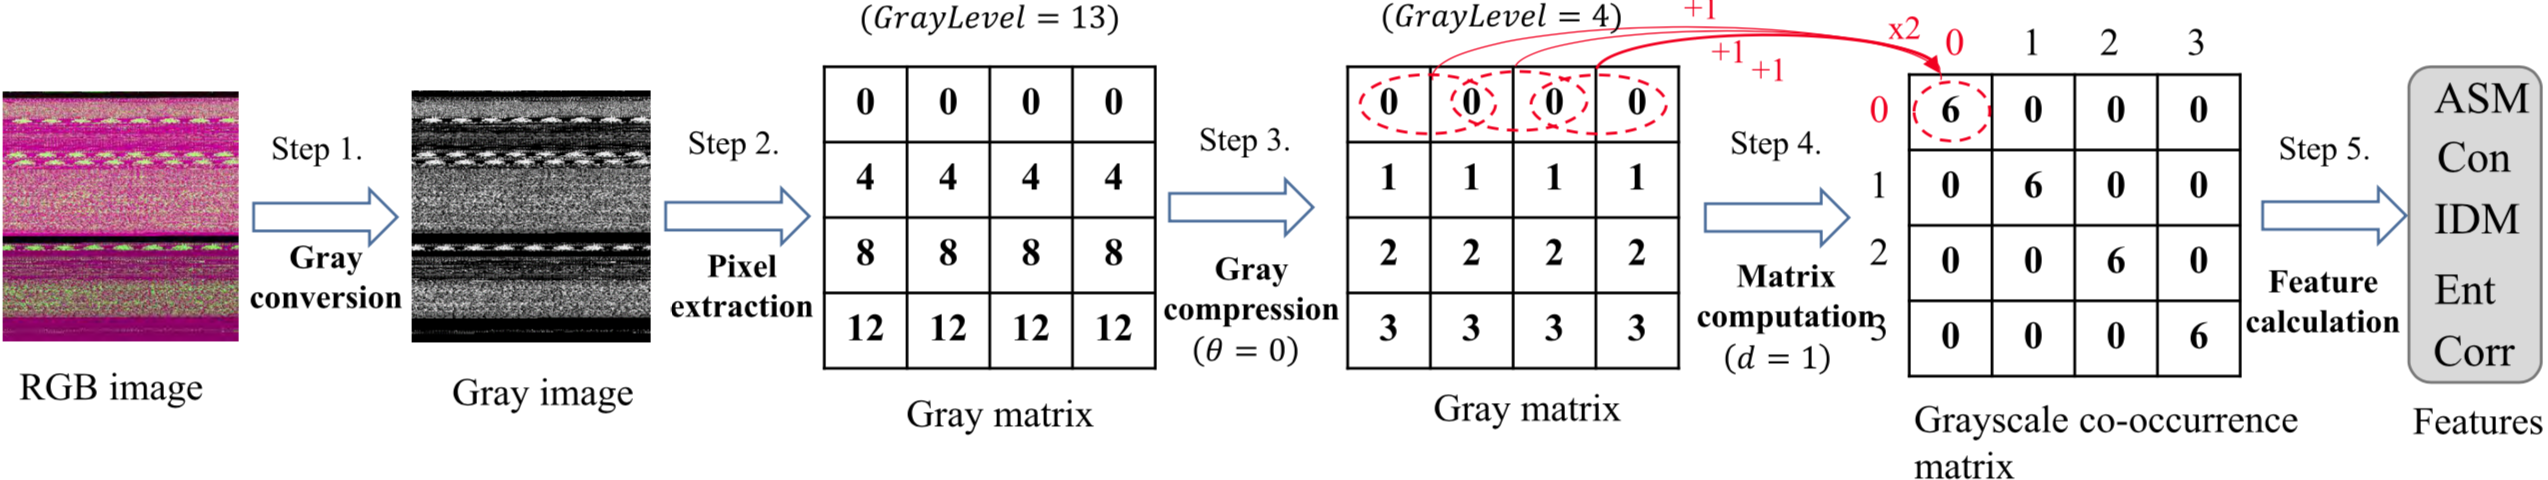 RGB image
Step 1.
Gray
conversion
Gray image
Step 2.
Pixel
extraction
(GrayLevel = 13)
0 0 0 0
4 4 4 4
8 8 8 8
12 12 12 12
Gray matrix
Step 3.
Gray
compression
(θ = 0)
(GrayLevel = 4)
0 0 0 0
1 1 1 1
2 2 2 2
3 3 3 3
Gray matrix
+1
+1
+1
x2
Step 4.
Matrix
computation
(d = 1)
0 1 2 3
0 6 0 0 0
1 0 6 0 0
2 0 0 6 0
3 0 0 0 6
Grayscale co-occurrence
matrix
Step 5.
Feature
calculation
ASM
Con
IDM
Ent
Corr
Features